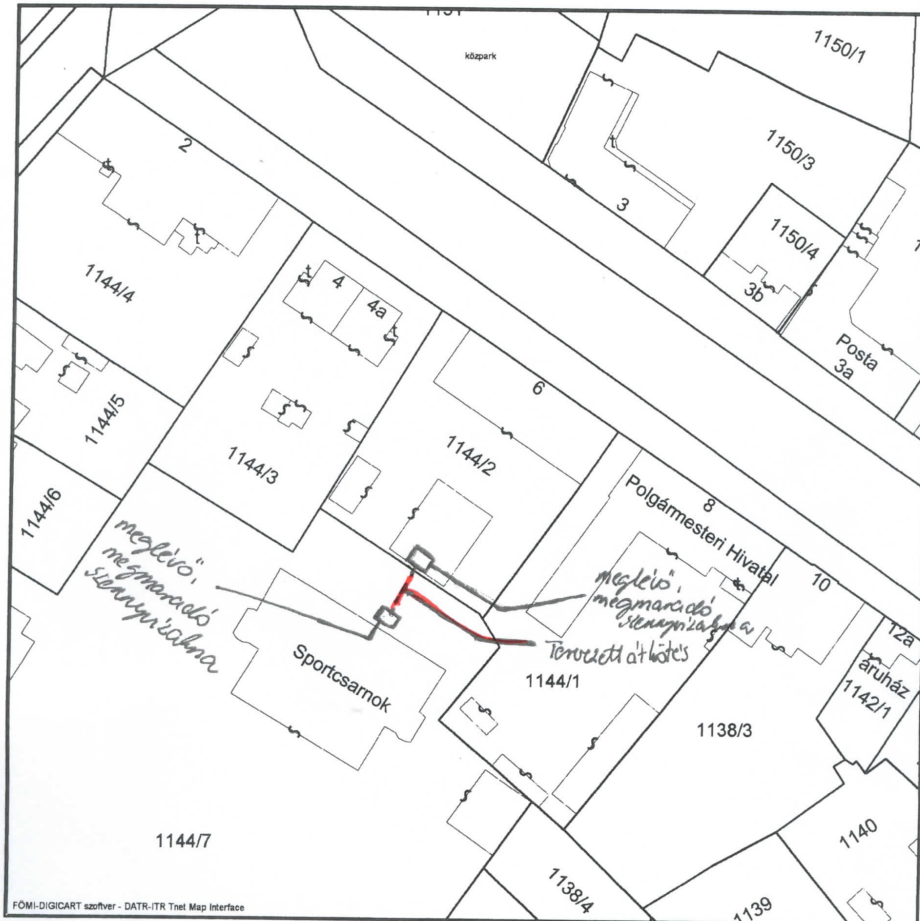 közpark
1150/1
2
1150/3
3
1150/4
3b
1144/4
4
4a
Posta
3a
6
1144/5
1144/3
1144/2
1144/6
8
Polgármesteri Hivatal
10
meglévő,
megmaradó
szennyvízakna
meglévő,
megmaradó
szennyvízakna
Tervezett átkötés
12a
áruház
1142/1
Sportcsarnok
1144/1
1138/3
1144/7
1140
1138/4
1139
FÖMI-DIGICART szoftver - DATR-ITR Tnet Map Interface